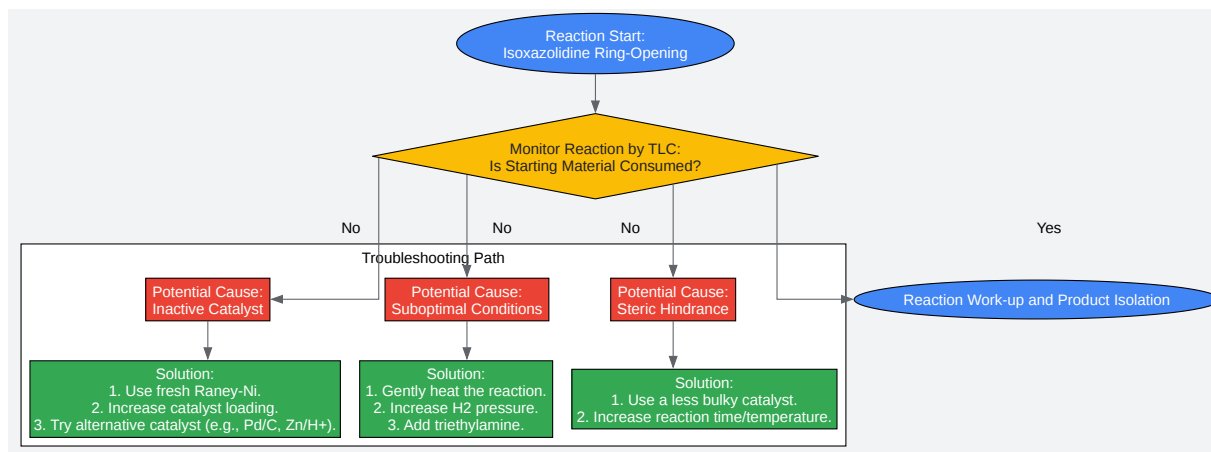 Reaction Start:
Isoxazolidine Ring-Opening
Monitor Reaction by TLC:
Is Starting Material Consumed?
No
No
No
Yes
Troubleshooting Path
Potential Cause:
Inactive Catalyst
Potential Cause:
Suboptimal Conditions
Potential Cause:
Steric Hindrance
Reaction Work-up and Product Isolation
Solution:
1. Use fresh Raney-Ni.
2. Increase catalyst loading.
3. Try alternative catalyst (e.g., Pd/C, Zn/H+).
Solution:
1. Gently heat the reaction.
2. Increase H2 pressure.
3. Add triethylamine.
Solution:
1. Use a less bulky catalyst.
2. Increase reaction time/temperature.